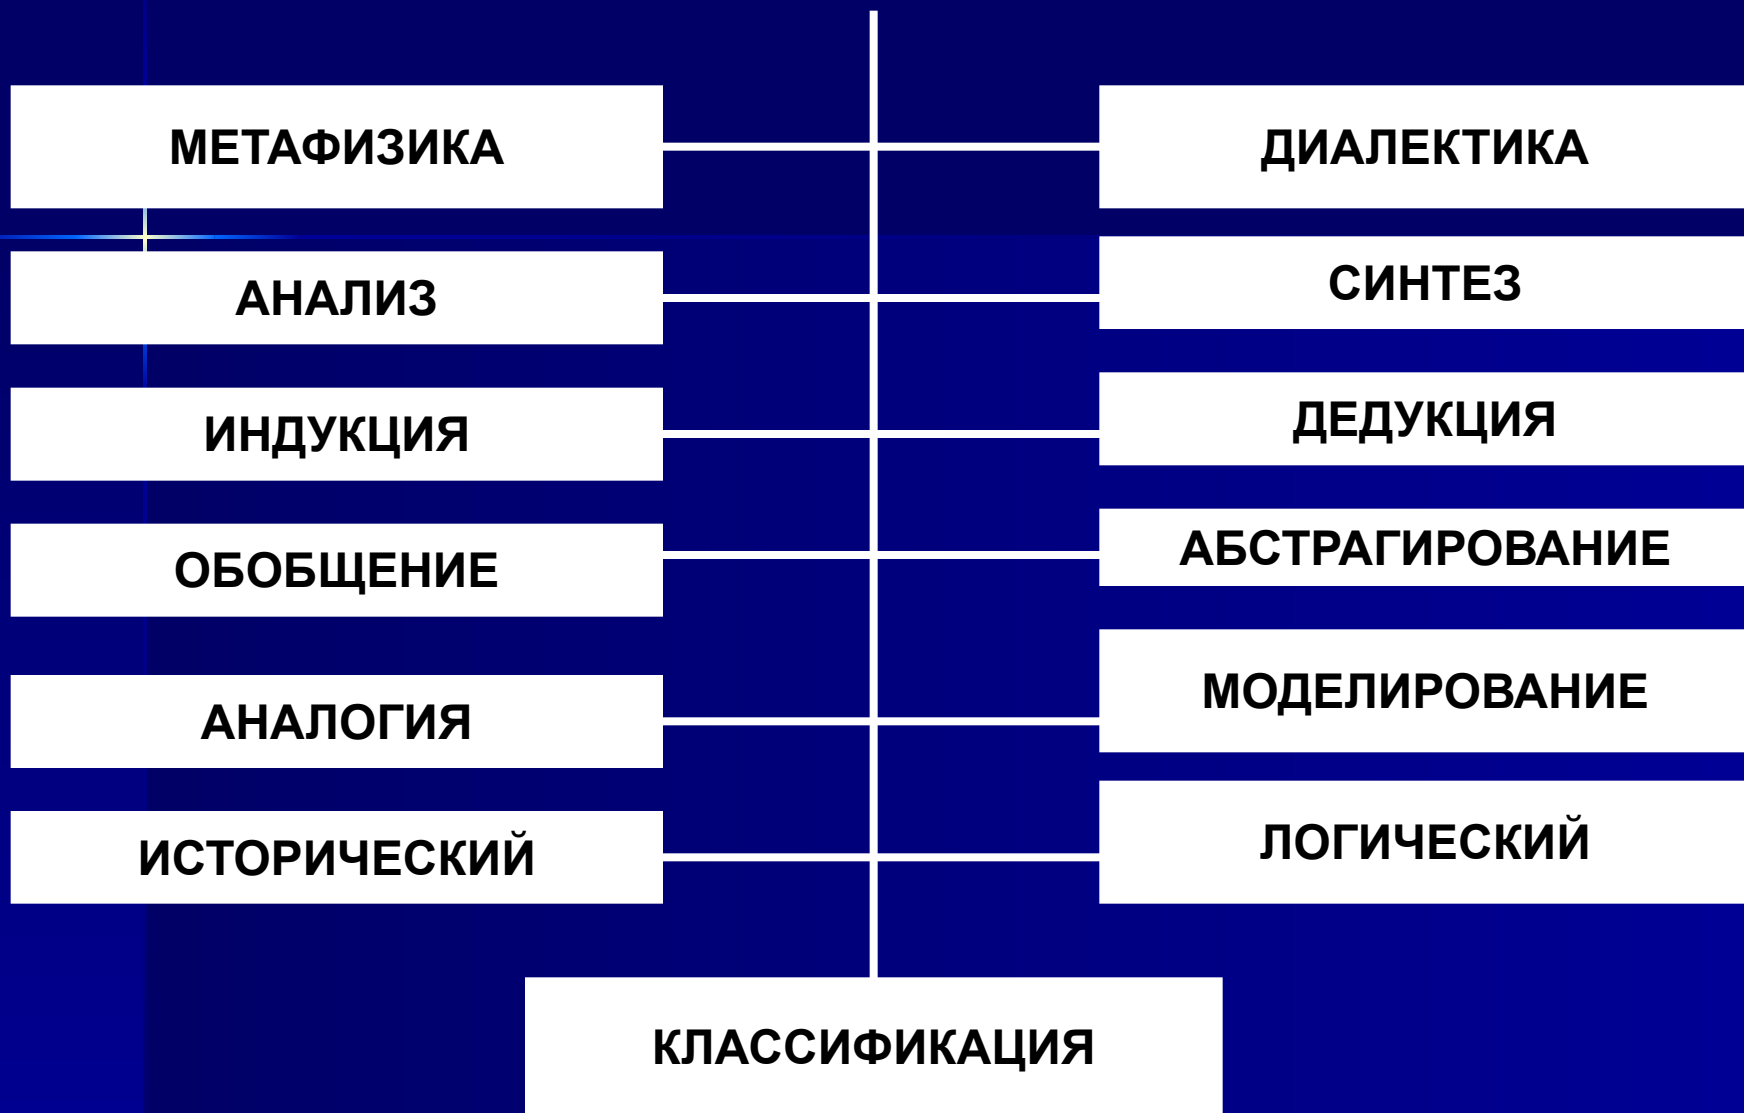 МЕТАФИЗИКА
ДИАЛЕКТИКА
АНАЛИЗ
СИНТЕЗ
ИНДУКЦИЯ
ДЕДУКЦИЯ
ОБОБЩЕНИЕ
АБСТРАГИРОВАНИЕ
АНАЛОГИЯ
МОДЕЛИРОВАНИЕ
ИСТОРИЧЕСКИЙ
ЛОГИЧЕСКИЙ
КЛАССИФИКАЦИЯ